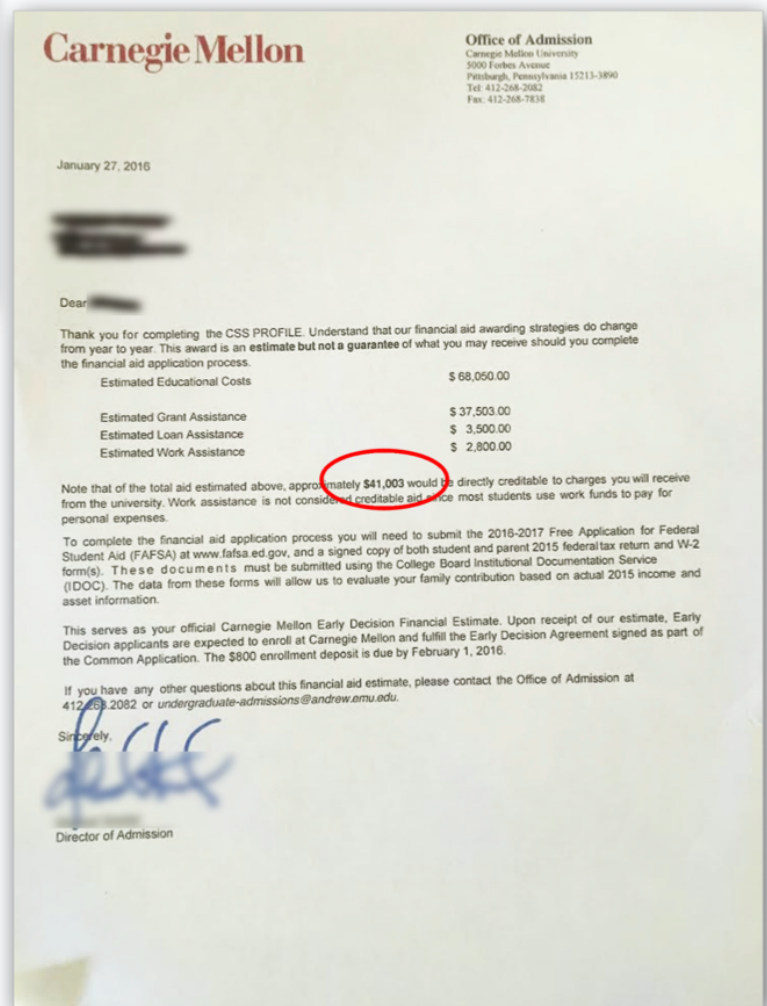 Carnegie Mellon
Office of Admission
Carnegie Mellon University
5000 Forbes Avenue
Pittsburgh, Pennsylvania 15213-3890
Tel: 412-268-2082
Fax: 412-268-7838
January 27, 2016
Dear
Thank you for completing the CSS PROFILE. Understand that our financial aid awarding strategies do change
from year to year. This award is an estimate but not a guarantee of what you may receive should you complete
the financial aid application process.
Estimated Educational Costs $ 68,050.00
Estimated Grant Assistance $ 37,503.00
Estimated Loan Assistance $ 3,500.00
Estimated Work Assistance $ 2,800.00
Note that of the total aid estimated above, approximately $41,003 would be directly creditable to charges you will receive
from the university. Work assistance is not considered creditable aid since most students use work funds to pay for
personal expenses.
To complete the financial aid application process you will need to submit the 2016-2017 Free Application for Federal
Student Aid (FAFSA) at www.fafsa.ed.gov, and a signed copy of both student and parent 2015 federal tax return and W-2
form(s). These documents must be submitted using the College Board Institutional Documentation Service
(IDOC). The data from these forms will allow us to evaluate your family contribution based on actual 2015 income and
asset information.
This serves as your official Carnegie Mellon Early Decision Financial Estimate. Upon receipt of our estimate, Early
Decision applicants are expected to enroll at Carnegie Mellon and fulfill the Early Decision Agreement signed as part of
the Common Application. The $800 enrollment deposit is due by February 1, 2016.
If you have any other questions about this financial aid estimate, please contact the Office of Admission at
412.268.2082 or undergraduate-admissions@andrew.emu.edu.
Sincerely,
Director of Admission